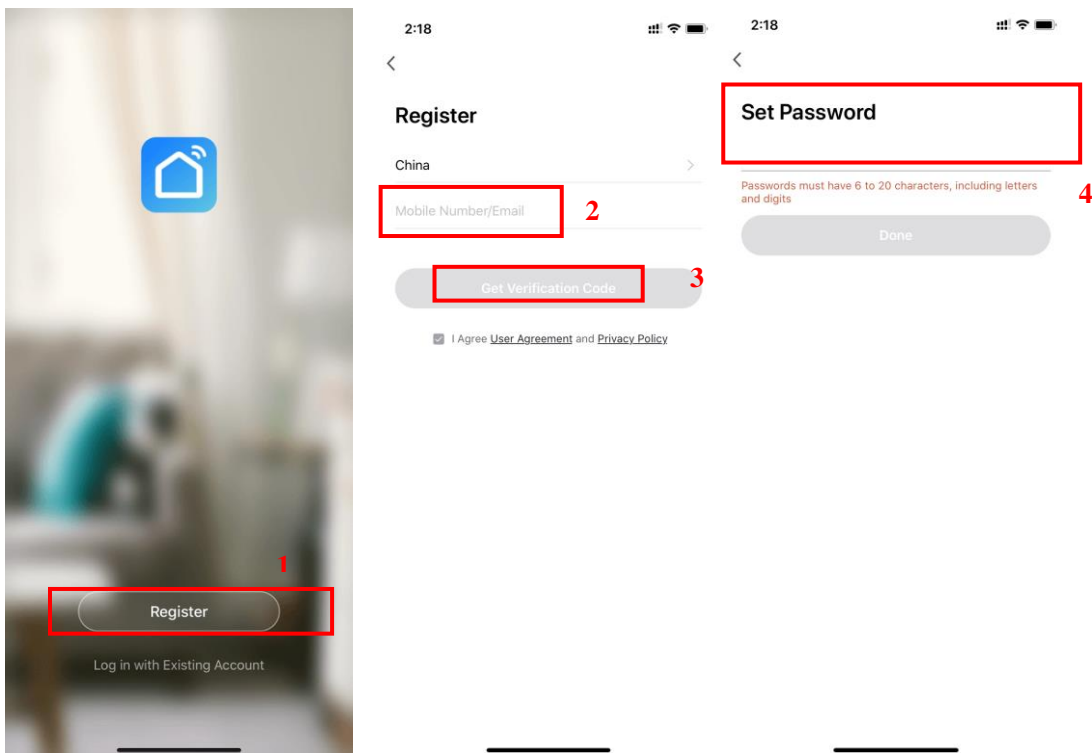 1
Register
Log in with Existing Account
2:18
Register
China
Mobile Number/Email
2
Get Verification Code
3
I Agree User Agreement and Privacy Policy
2:18
Set Password
Passwords must have 6 to 20 characters, including letters
and digits
4
Done